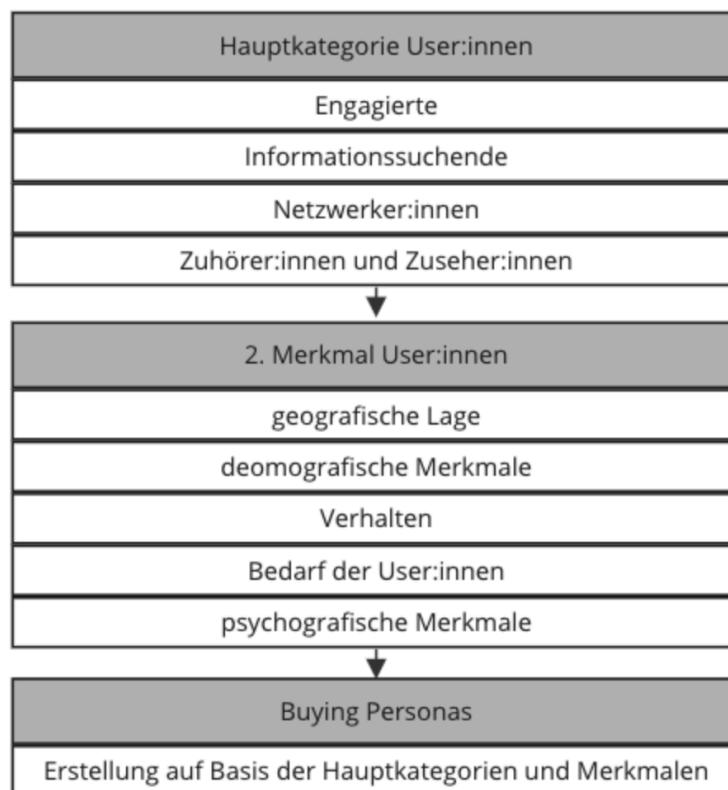 Hauptkategorie User:innen
Engagierte
Informationssuchende
Netzwerker:innen
Zuhörer:innen und Zuseher:innen
2. Merkmal User:innen
geografische Lage
deomografische Merkmale
Verhalten
Bedarf der User:innen
psychografische Merkmale
Buying Personas
Erstellung auf Basis der Hauptkategorien und Merkmalen